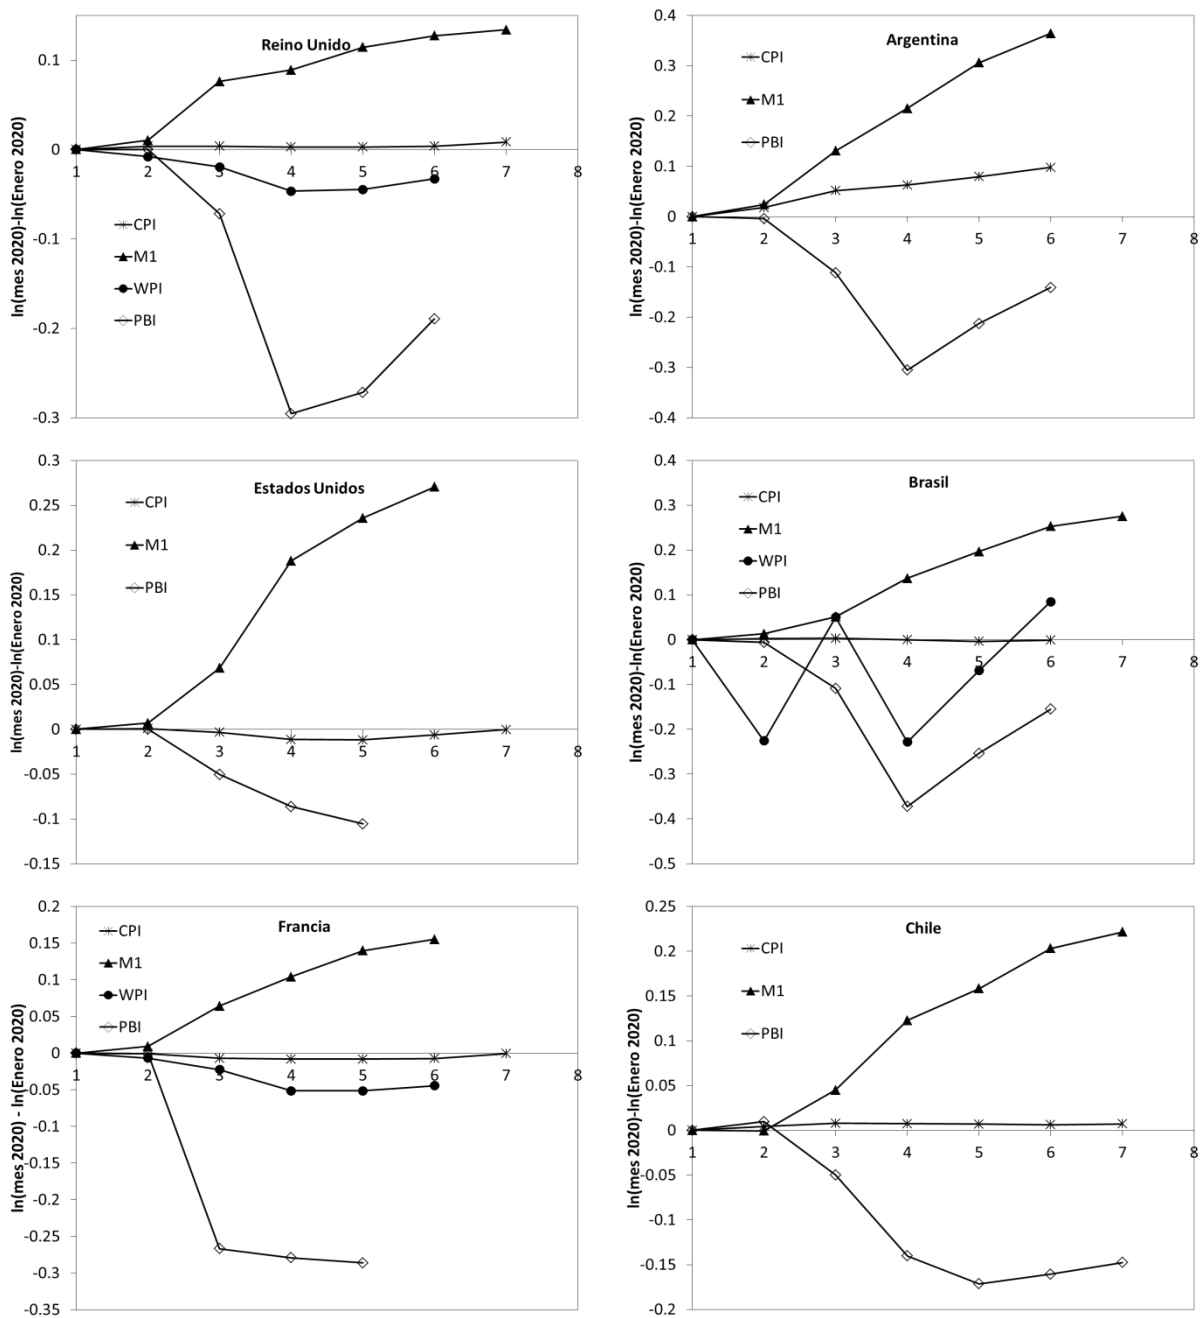 Reino Unido
ln(mes 2020)-ln(Enero 2020)
0.1
0
-0.1
-0.2
-0.3
1 2 3 4 5 6 7 8
CPI
M1
WPI
PBI
Argentina
ln(mes 2020)-ln(Enero 2020)
0.4
0.3
0.2
0.1
0
-0.1
-0.2
-0.3
-0.4
1 2 3 4 5 6 7 8
CPI
M1
PBI
Estados Unidos
ln(mes 2020)-ln(Enero 2020)
0.3
0.25
0.2
0.15
0.1
0.05
0
-0.05
-0.1
-0.15
1 2 3 4 5 6 7 8
CPI
M1
PBI
Brasil
ln(mes 2020)-ln(Enero 2020)
0.4
0.3
0.2
0.1
0
-0.1
-0.2
-0.3
-0.4
-0.5
1 2 3 4 5 6 7 8
CPI
M1
WPI
PBI
Francia
ln(mes 2020) - ln(Enero 2020)
0.2
0.15
0.1
0.05
0
-0.05
-0.1
-0.15
-0.2
-0.25
-0.3
-0.35
1 2 3 4 5 6 7 8
CPI
M1
WPI
PBI
Chile
ln(mes 2020)-ln(Enero 2020)
0.25
0.2
0.15
0.1
0.05
0
-0.05
-0.1
-0.15
-0.2
1 2 3 4 5 6 7 8
CPI
M1
PBI